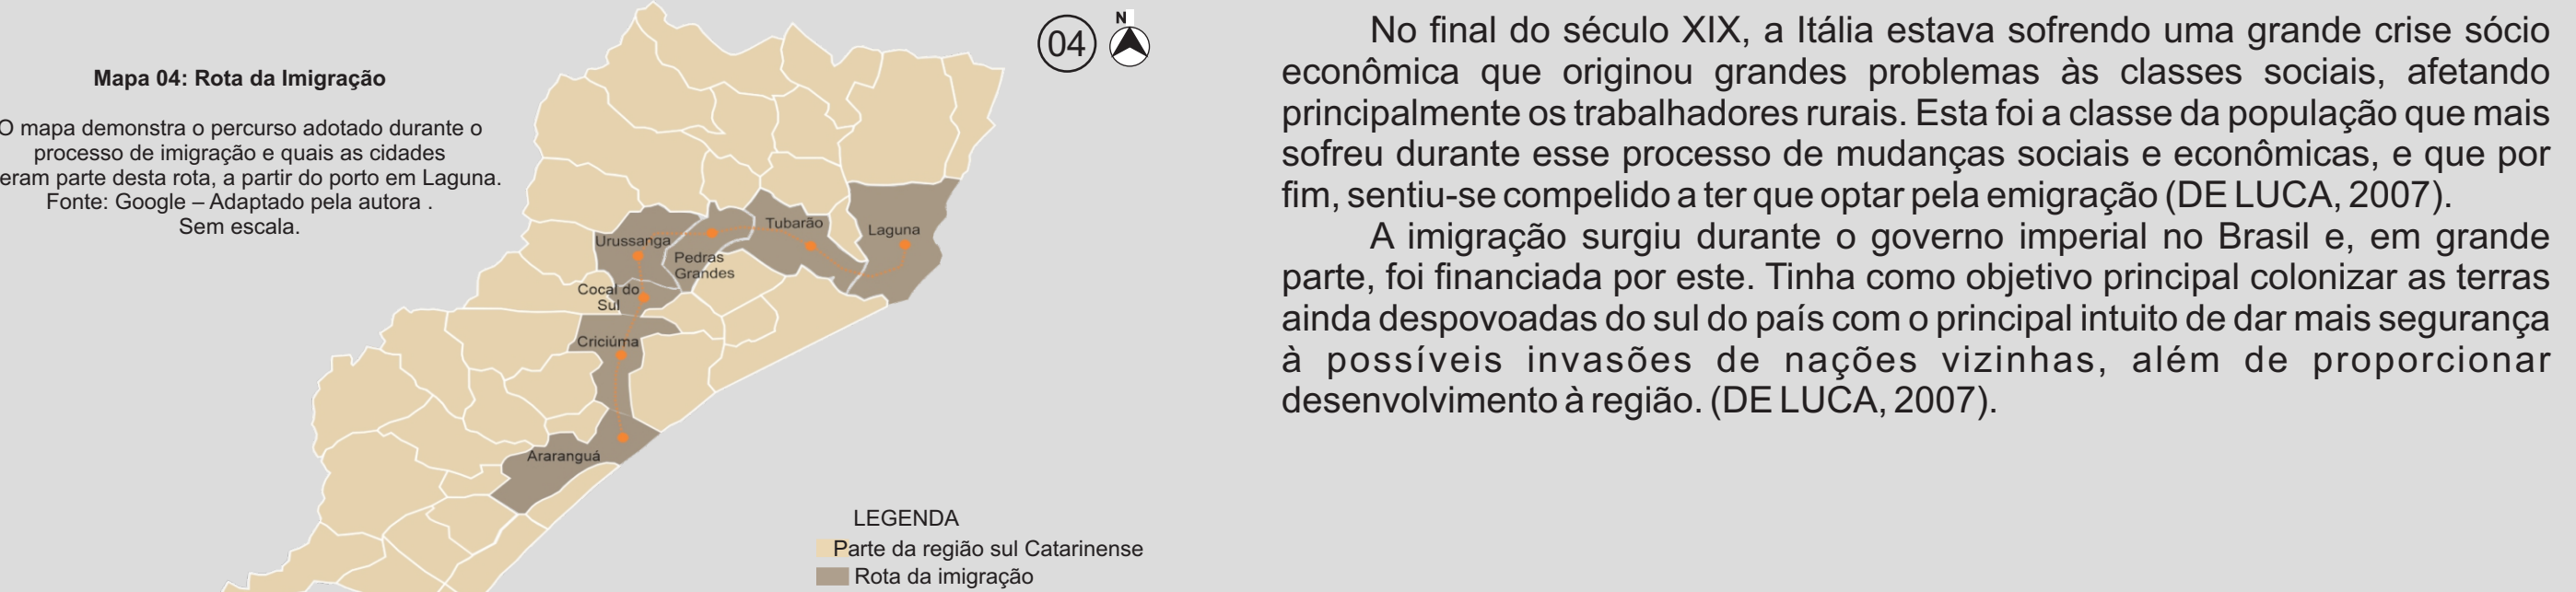 Mapa 04: Rota da Imigração
O mapa demonstra o percurso adotado durante o
processo de imigração e quais as cidades
eram parte desta rota, a partir do porto em Laguna.
Fonte: Google – Adaptado pela autora .
Sem escala.
04
N
Urussanga
Pedras
Grandes
Tubarão
Laguna
Cocal do
Sul
Criciúma
Araranguá
LEGENDA
Parte da região sul Catarinense
Rota da imigração
No final do século XIX, a Itália estava sofrendo uma grande crise sócio
econômica que originou grandes problemas às classes sociais, afetando
principalmente os trabalhadores rurais. Esta foi a classe da população que mais
sofreu durante esse processo de mudanças sociais e econômicas, e que por
fim, sentiu-se compelido a ter que optar pela emigração (DE LUCA, 2007).
A imigração surgiu durante o governo imperial no Brasil e, em grande
parte, foi financiada por este. Tinha como objetivo principal colonizar as terras
ainda despovoadas do sul do país com o principal intuito de dar mais segurança
à possíveis invasões de nações vizinhas, além de proporcionar
desenvolvimento à região. (DE LUCA, 2007).